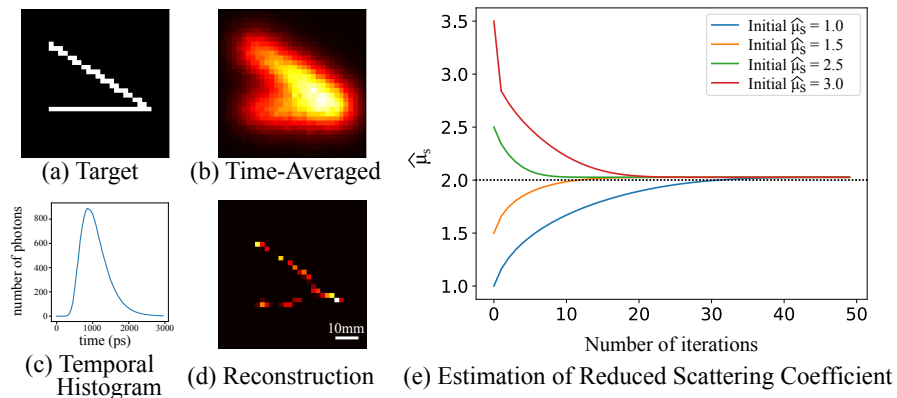 (a) Target
(b) Time-Averaged
number of photons
800
600
400
200
0
0
1000
2000
3000
time (ps)
(c) Temporal
Histogram
10mm
(d) Reconstruction
Initial μ̂s = 1.0
Initial μ̂s = 1.5
Initial μ̂s = 2.5
Initial μ̂s = 3.0
μ̂s
3.5
3.0
2.5
2.0
1.5
1.0
0
10
20
30
40
50
Number of iterations
(e) Estimation of Reduced Scattering Coefficient